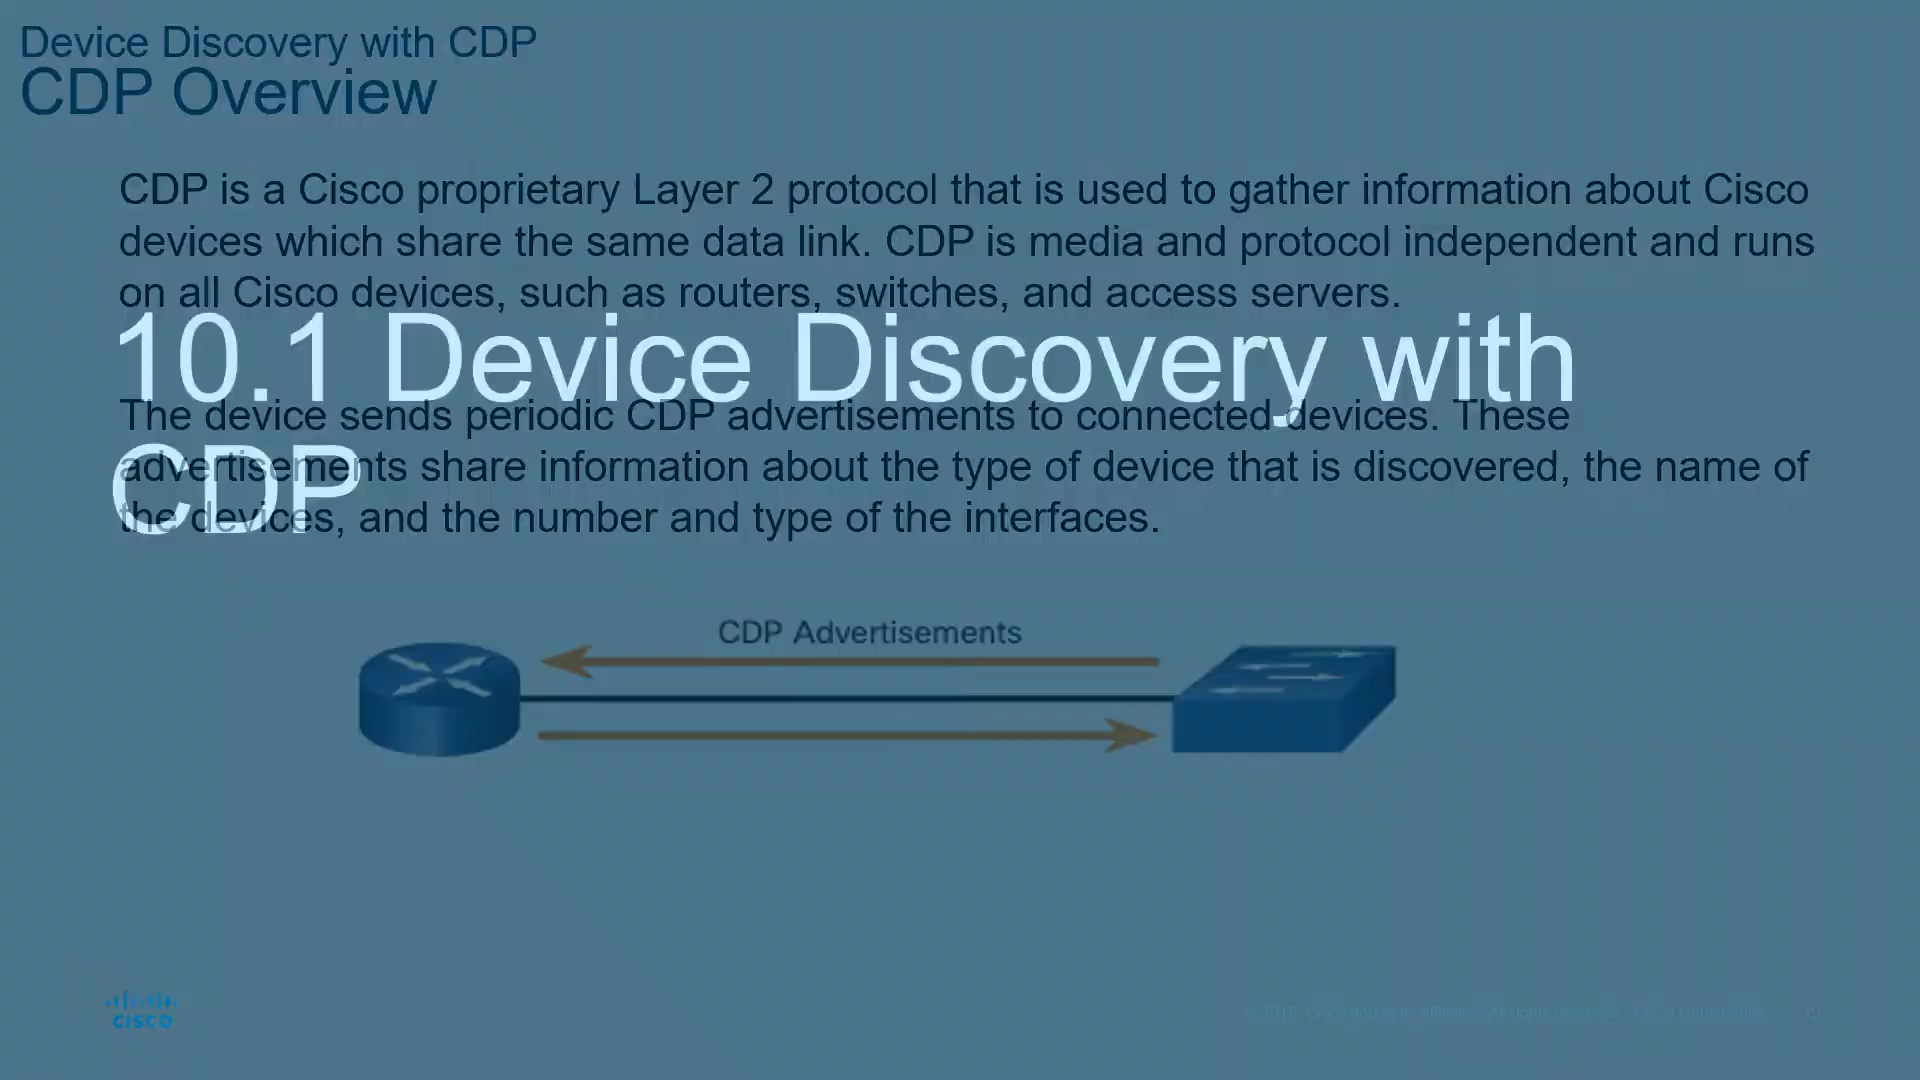 Device Discovery with CDP
CDP Overview
CDP is a Cisco proprietary Layer 2 protocol that is used to gather information about Cisco
devices which share the same data link. CDP is media and protocol independent and runs
on all Cisco devices, such as routers, switches, and access servers.
10.1 Device Discovery with
CDP
The device sends periodic CDP advertisements to connected devices. These
advertisements share information about the type of device that is discovered, the name of
the devices, and the number and type of the interfaces.
CDP Advertisements
CISCO